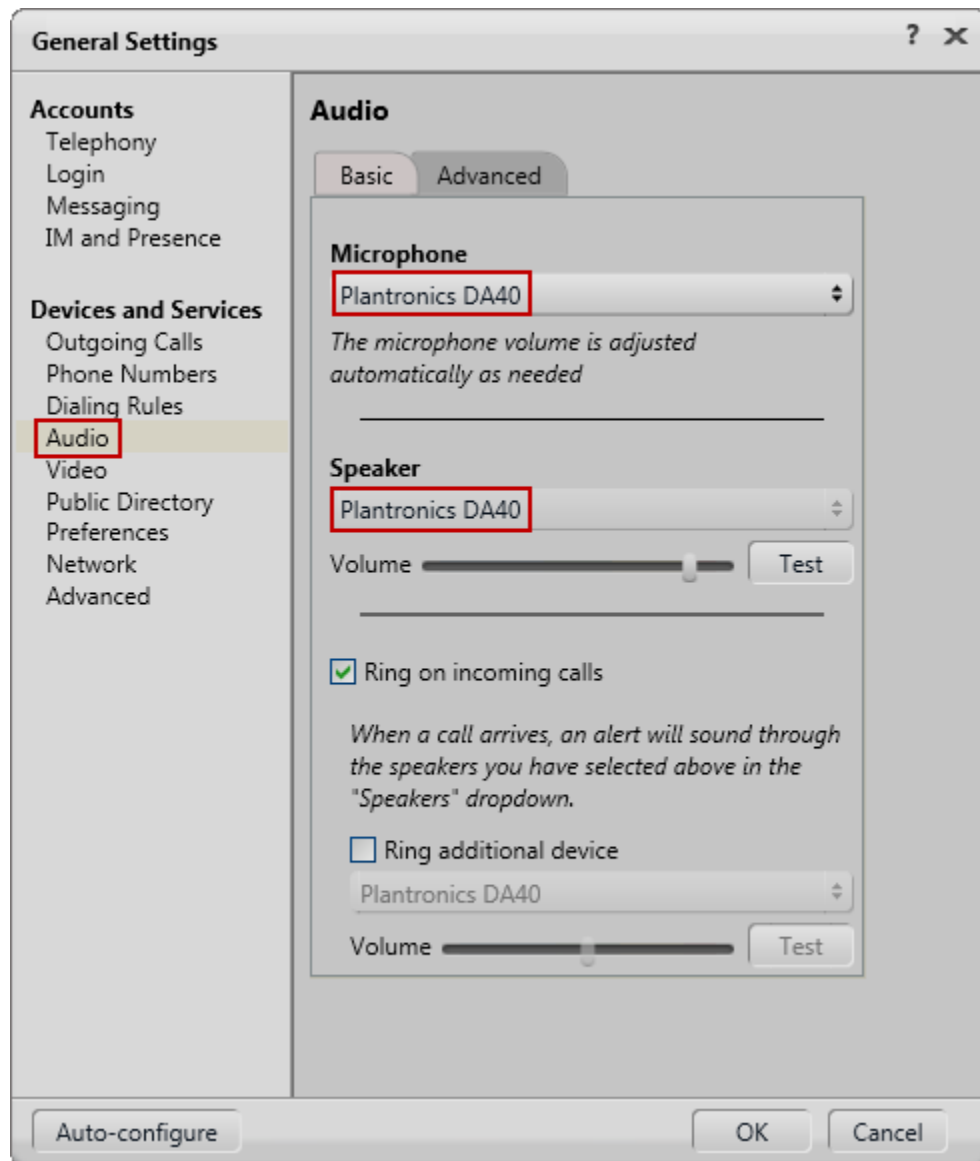 General Settings
?
Accounts
Telephony
Login
Messaging
IM and Presence
Devices and Services
Outgoing Calls
Phone Numbers
Dialing Rules
Audio
Video
Public Directory
Preferences
Network
Advanced
Audio
Basic Advanced
Microphone
Plantronics DA40
The microphone volume is adjusted
automatically as needed
Speaker
Plantronics DA40
Volume Test
Ring on incoming calls
When a call arrives, an alert will sound through
the speakers you have selected above in the
"Speakers" dropdown.
Ring additional device
Plantronics DA40
Volume Test
Auto-configure OK Cancel